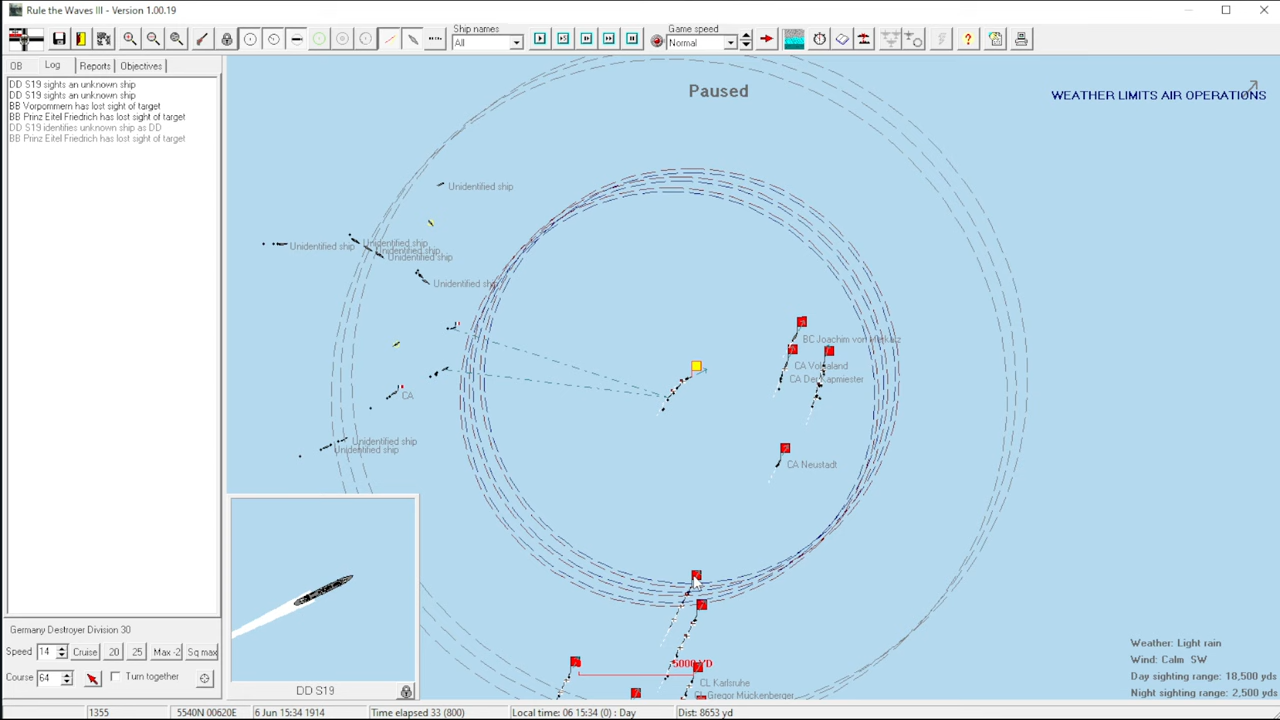 Rule the Waves III - Version 1.00.19
Ship names
All
Game speed
Normal
OB Log Reports Objectives
DD S19 sights an unknown ship
DD S19 sights an unknown ship
BB Vorpommern has lost sight of target
BB Prinz Eitel Friedrich has lost sight of target
DD S19 identifies unknown ship as DD
BB Prinz Eitel Friedrich has lost sight of target
Paused
WEATHER LIMITS AIR OPERATIONS
Unidentified ship
Unidentified ship
Unidentified ship
Unidentified ship
Unidentified ship
Unidentified ship
CA
Unidentified ship
Unidentified ship
CA Der Kapmiester
CA Neustadt
5000 YD
CL Karlsruhe
CL Gregor Muckenberger
Germany Destroyer Division 30
Speed 14 Cruise 20 25 Max -2 Sq max
Course 64 Turn together
DD S19
Weather: Light rain
Wind: Calm SW
Day sighting range: 18,500 yds
Night sighting range: 2,500 yds
1355 5540N 00620E 6 Jun 15:34 1914 Time elapsed 33 (800) Local time: 06 15:34 (0) : Day Dist: 8653 yd